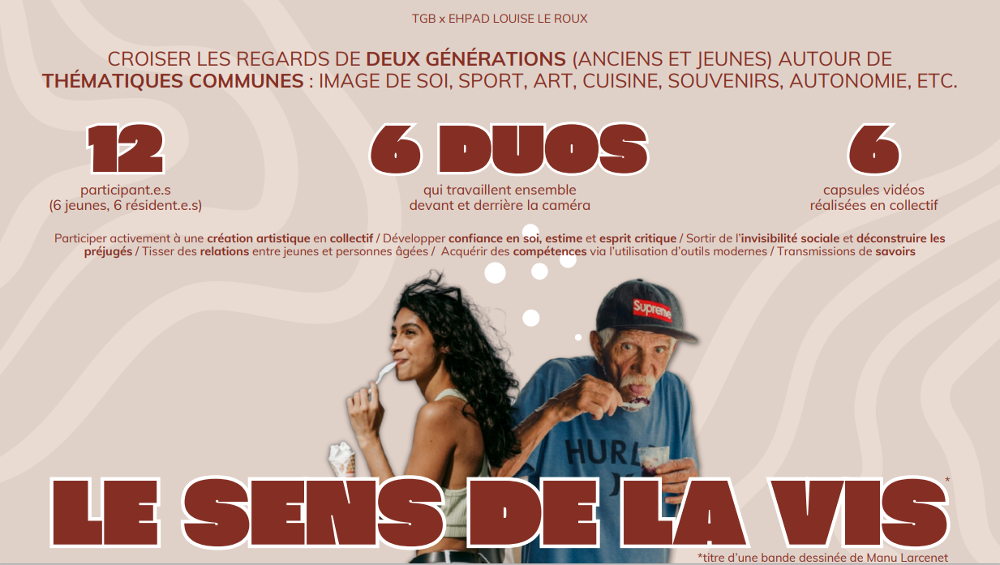 TGB x EHPAD LOUISE LE ROUX
CROISER LES REGARDS DE DEUX GÉNÉRATIONS (ANCIENS ET JEUNES) AUTOUR DE
THÉMATIQUES COMMUNES : IMAGE DE SOI, SPORT, ART, CUISINE, SOUVENIRS, AUTONOMIE, ETC.
12
participant.e.s
(6 jeunes, 6 résident.e.s)
6 DUOS
qui travaillent ensemble
devant et derrière la caméra
6
capsules vidéos
réalisées en collectif
Participer activement à une création artistique en collectif / Développer confiance en soi, estime et esprit critique / Sortir de l'invisibilité sociale et déconstruire les
préjugés / Tisser des relations entre jeunes et personnes âgées / Acquérir des compétences via l'utilisation d'outils modernes / Transmissions de savoirs
Supreme
HURL
LE SENS DE LA VIS*
*titre d'une bande dessinée de Manu Larcenet